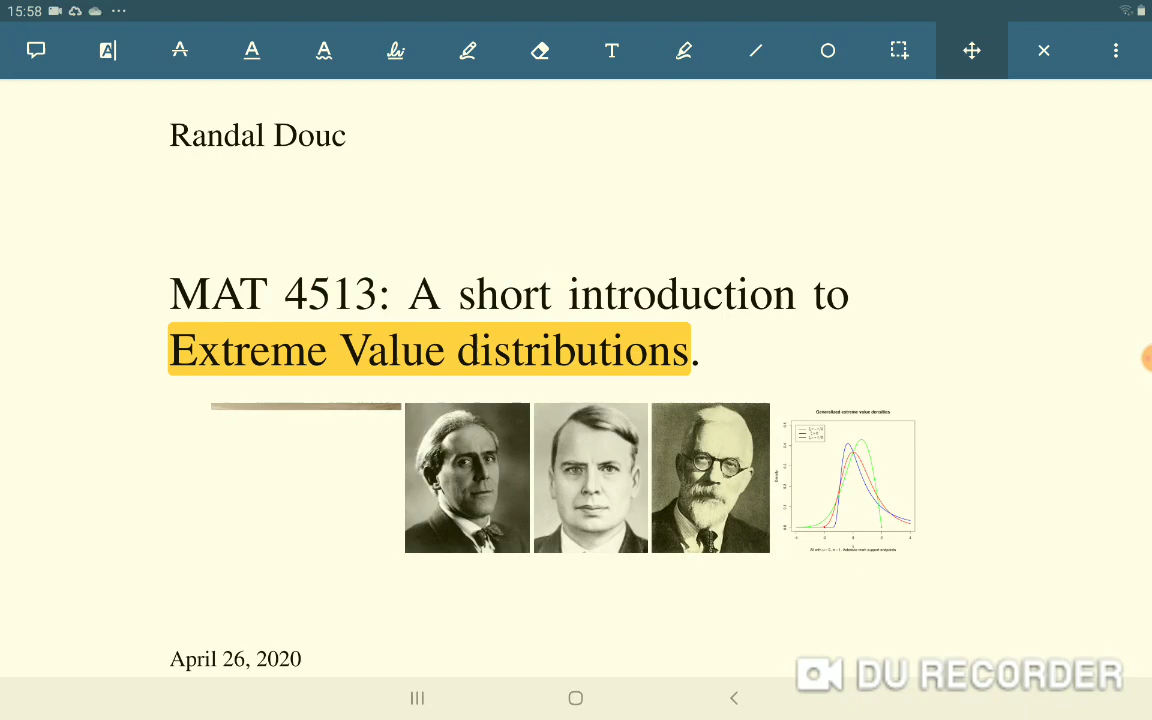 15:58
Randal Douc
MAT 4513: A short introduction to
Extreme Value distributions.
Generalized extreme value densities
April 26, 2020
DU RECORDER